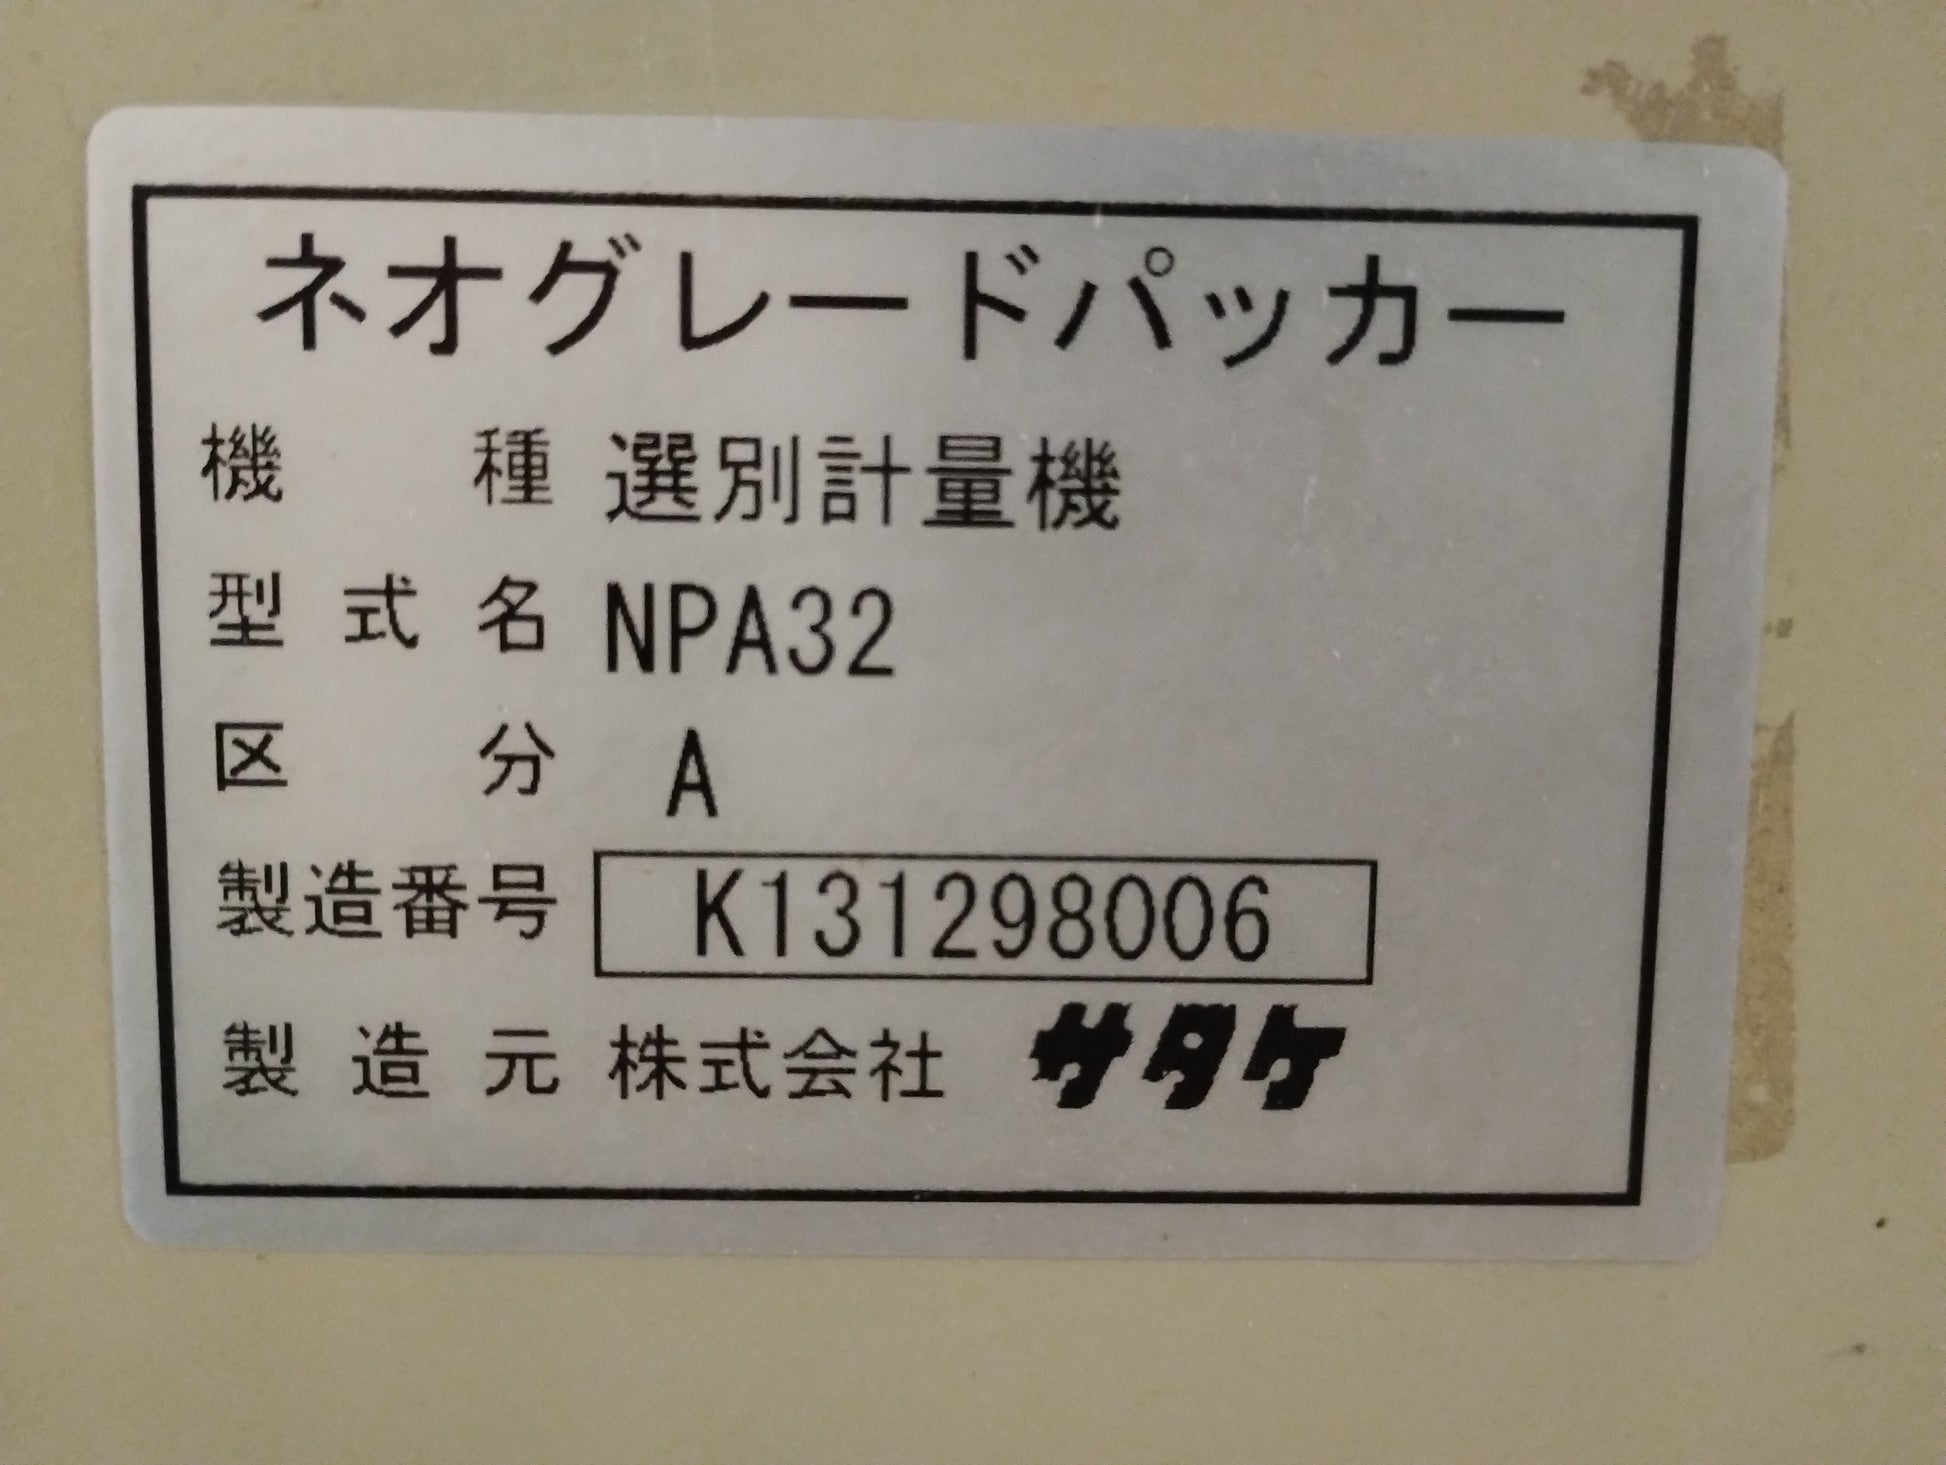 ネオグレードパッカー
機種 選別計量機
型式名 NPA32
区分 A
製造番号 K131298006
製造元 株式会社 サタケ